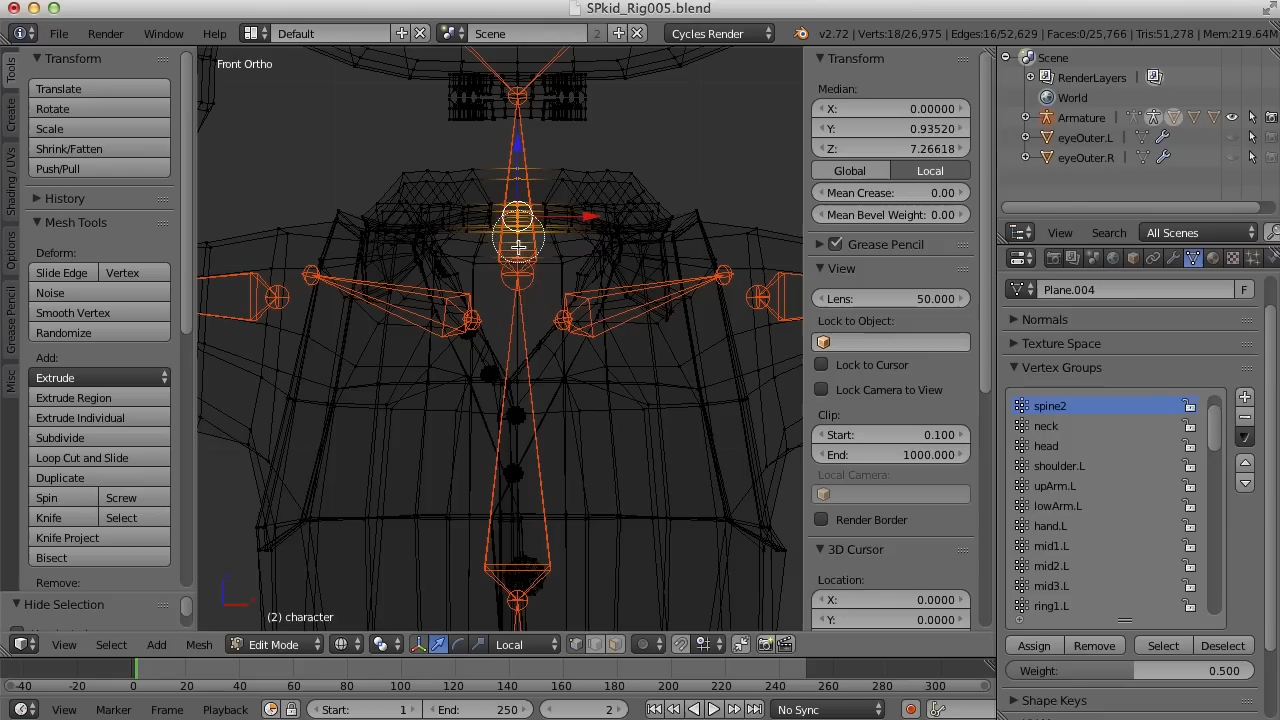 SPkid_Rig005.blend
File Render Window Help Default Scene 2 Cycles Render v2.72 | Verts:18/26,975 | Edges:16/52,629 | Faces:0/25,766 | Tris:51,278 | Mem:219.64M
Tools
Create
Shading / UVs
Options
Grease Pencil
Misc
Transform
Translate
Rotate
Scale
Shrink/Fatten
Push/Pull
History
Mesh Tools
Deform:
Slide Edge Vertex
Noise
Smooth Vertex
Randomize
Add:
Extrude
Extrude Region
Extrude Individual
Subdivide
Loop Cut and Slide
Duplicate
Spin Screw
Knife Select
Knife Project
Bisect
Remove:
Hide Selection
Front Ortho
(2) character
Transform
Median:
X: 0.00000
Y: 0.93520
Z: 7.26618
Global Local
Mean Crease: 0.00
Mean Bevel Weight: 0.00
Grease Pencil
View
Lens: 50.000
Lock to Object:
Lock to Cursor
Lock Camera to View
Clip:
Start: 0.100
End: 1000.000
Local Camera:
Render Border
3D Cursor
Location:
X: 0.0000
Y: 0.0000
Scene
RenderLayers
World
Armature
eyeOuter.L
eyeOuter.R
View Search All Scenes
Plane.004 F
Normals
Texture Space
Vertex Groups
spine2
neck
head
shoulder.L
upArm.L
lowArm.L
hand.L
mid1.L
mid2.L
mid3.L
ring1.L
Assign Remove Select Deselect
Weight: 0.500
Shape Keys
View Select Add Mesh Edit Mode Local
-40 -20 0 20 40 60 80 100 120 140 160 180 200 220 240 260 280 300
View Marker Frame Playback Start: 1 End: 250 2 No Sync